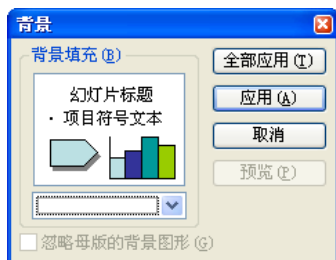 背景
背景填充(B)
幻灯片标题
· 项目符号文本
忽略母版的背景图形(G)
全部应用(T)
应用(A)
取消
预览(P)